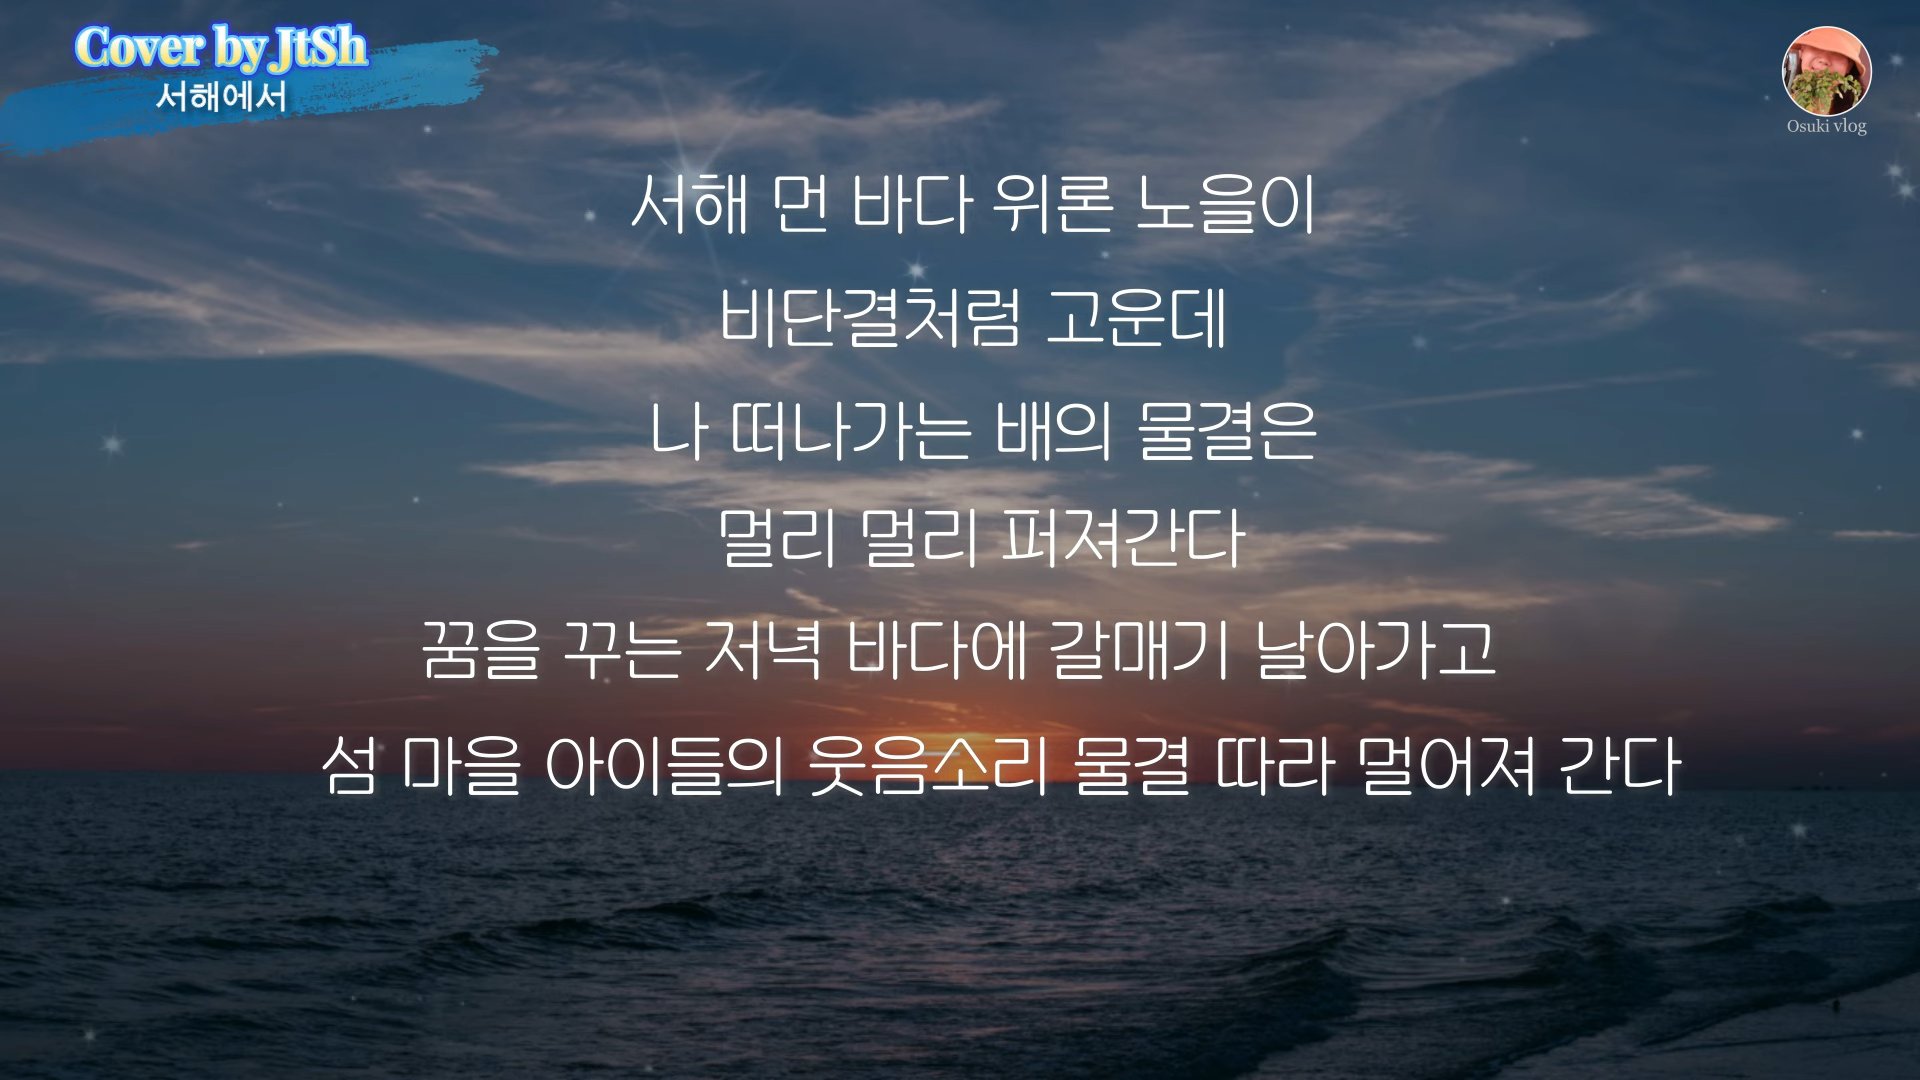 Cover by JtSh
서해에서
Osuki vlog
서해 먼 바다 위론 노을이
비단결처럼 고운데
나 떠나가는 배의 물결은
멀리 멀리 퍼져간다
꿈을 꾸는 저녁 바다에 갈매기 날아가고
섬 마을 아이들의 웃음소리 물결 따라 멀어져 간다